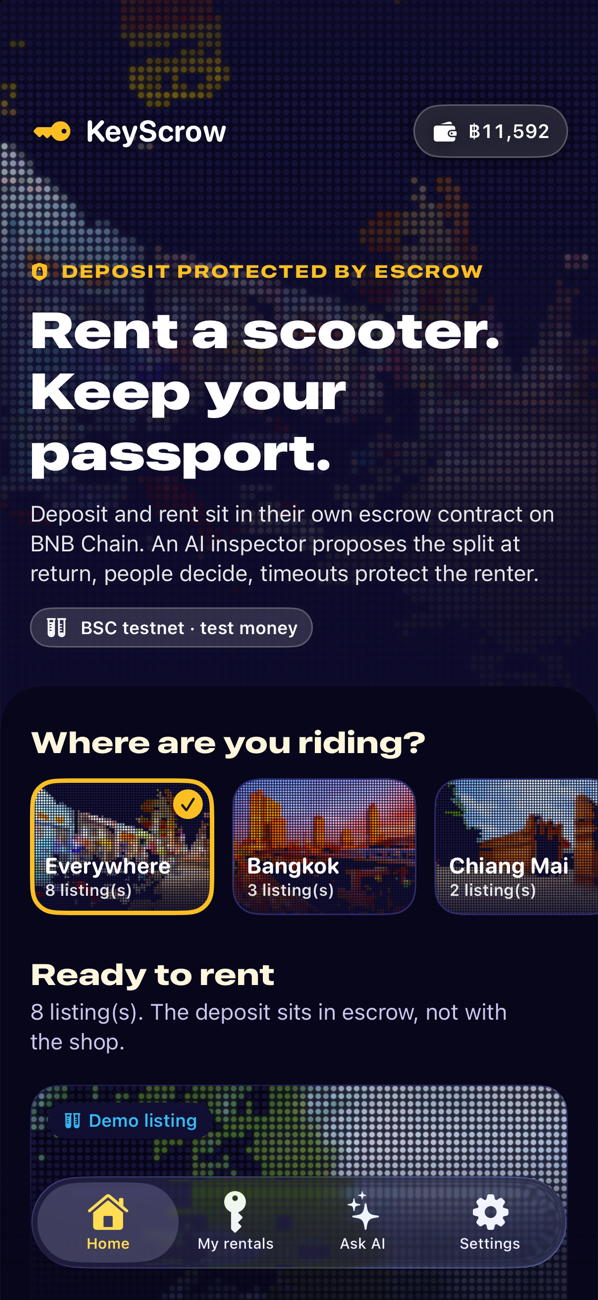 KeyScrow
฿11,592
DEPOSIT PROTECTED BY ESCROW
Rent a scooter.
Keep your
passport.
Deposit and rent sit in their own escrow contract on
BNB Chain. An AI inspector proposes the split at
return, people decide, timeouts protect the renter.
BSC testnet · test money
Where are you riding?
Everywhere
8 listing(s)
Bangkok
3 listing(s)
Chiang Mai
2 listing(s)
Ready to rent
8 listing(s). The deposit sits in escrow, not with
the shop.
Demo listing
Home
My rentals
Ask AI
Settings